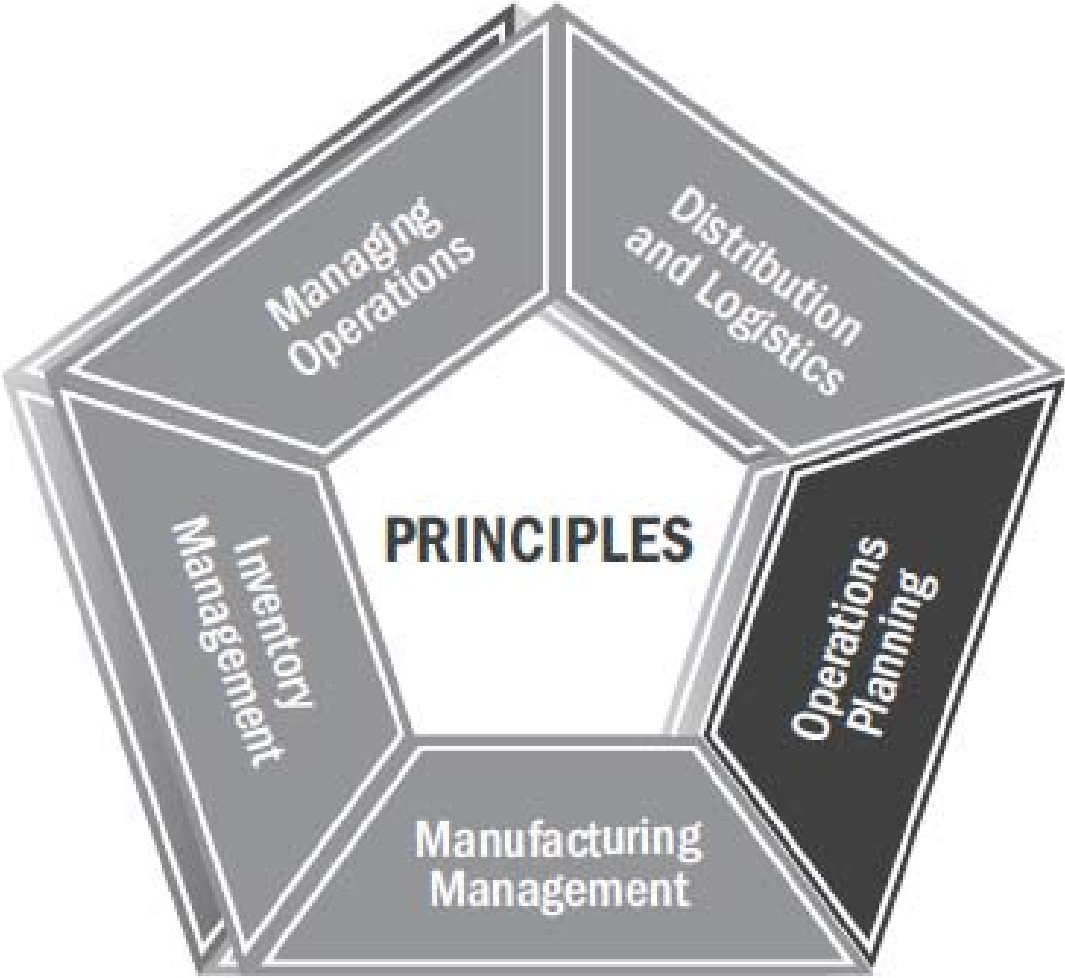 Managing
Operations
Distribution
and Logistics
PRINCIPLES
Inventory
Management
Operations
Planning
Manufacturing
Management